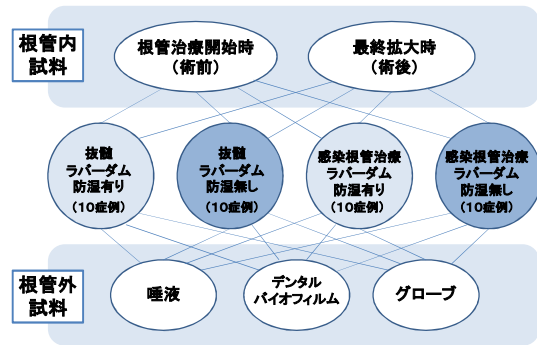 根管内
試料
根管治療開始時
（術前）
最終拡大時
（術後）
抜髄
ラバーダム
防湿有り
（10症例）
抜髄
ラバーダム
防湿無し
（10症例）
感染根管治療
ラバーダム
防湿有り
（10症例）
感染根管治療
ラバーダム
防湿無し
（10症例）
根管外
試料
唾液
デンタル
バイオフィルム
グローブ